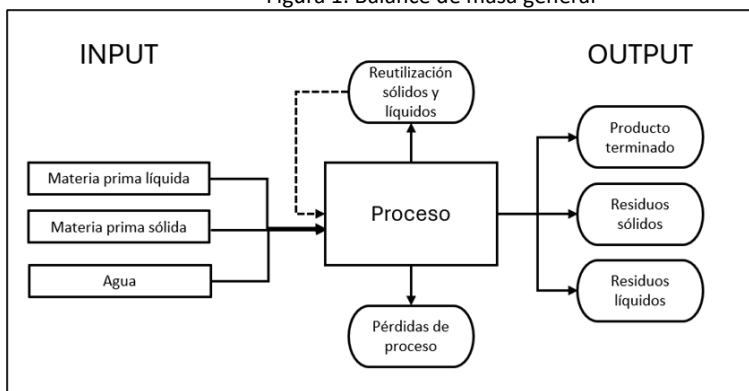 Figura 1. Balance de masa general
INPUT
OUTPUT
Reutilización
sólidos y
líquidos
Producto
terminado
Materia prima líquida
Proceso
Residuos
sólidos
Materia prima sólida
Agua
Residuos
líquidos
Pérdidas de
proceso